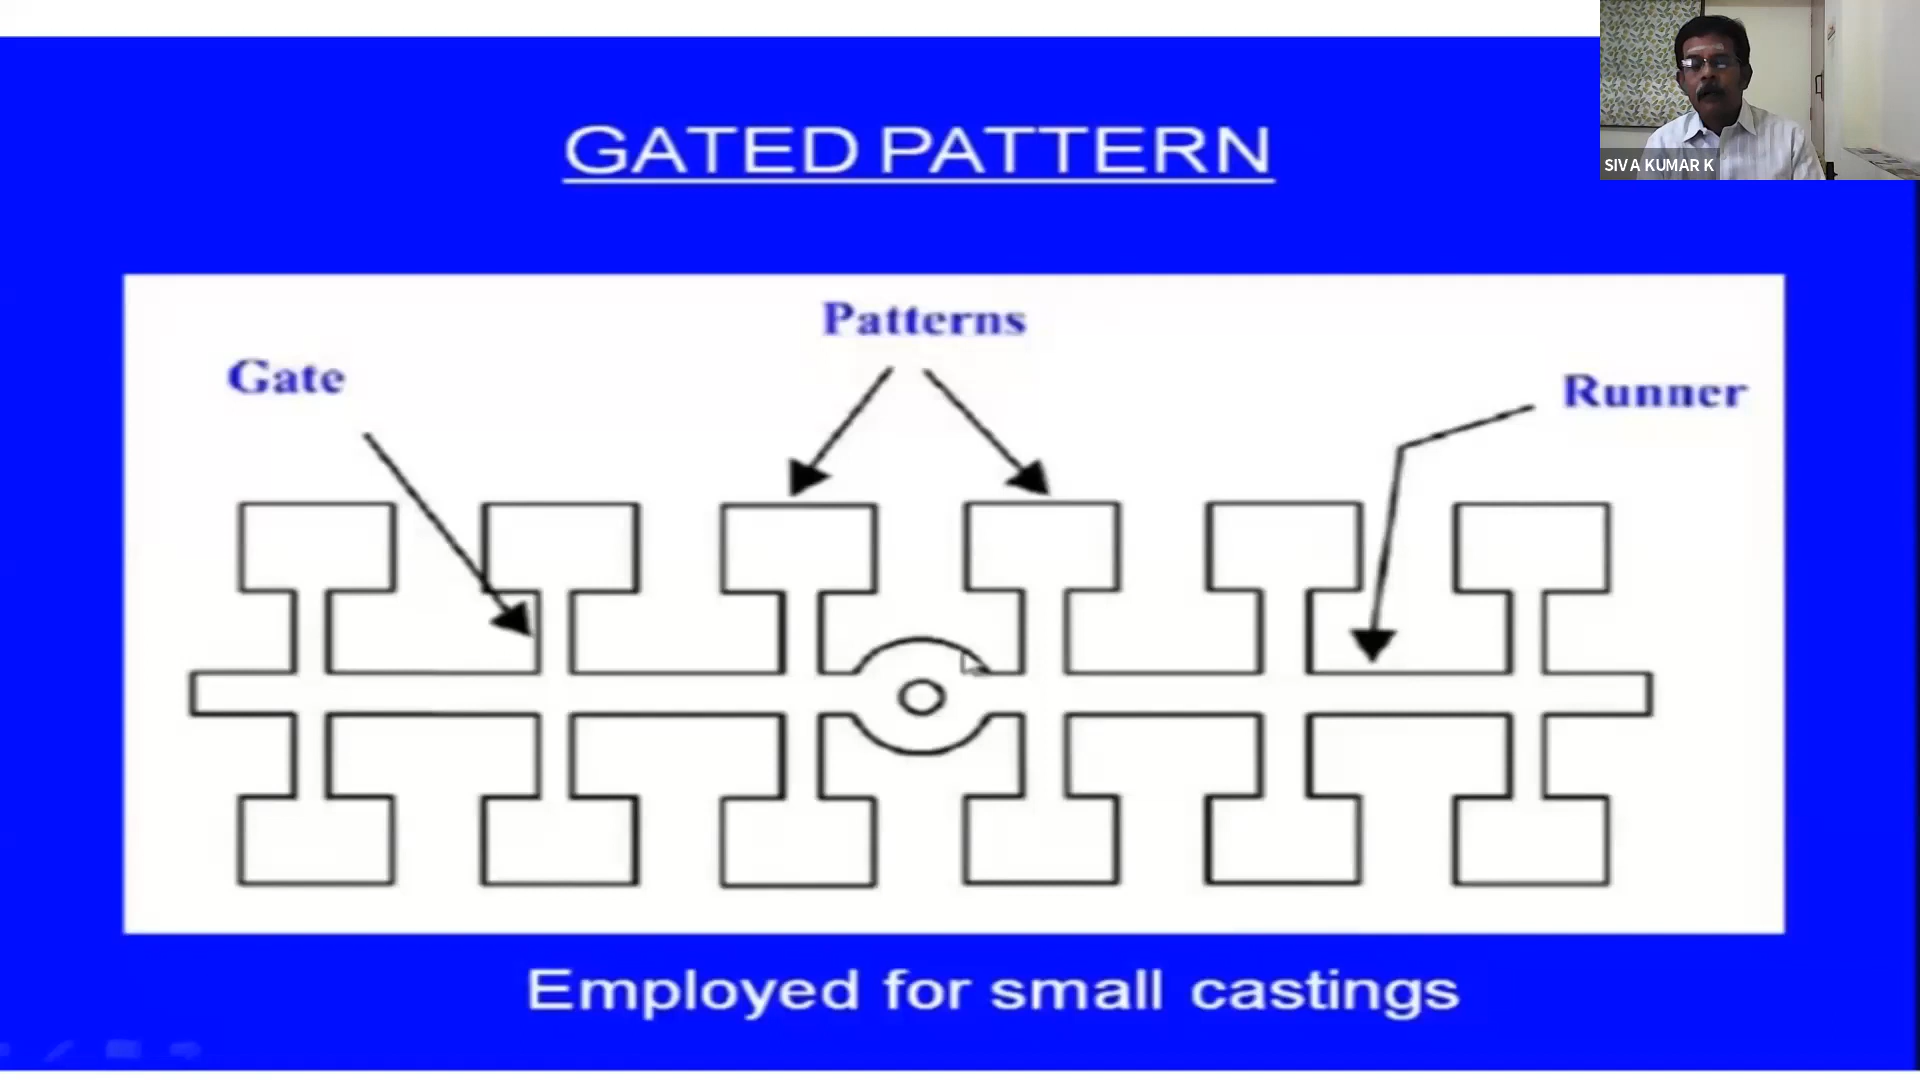 GATED PATTERN
SIVA KUMAR K
Patterns
Gate
Runner
Employed for small castings